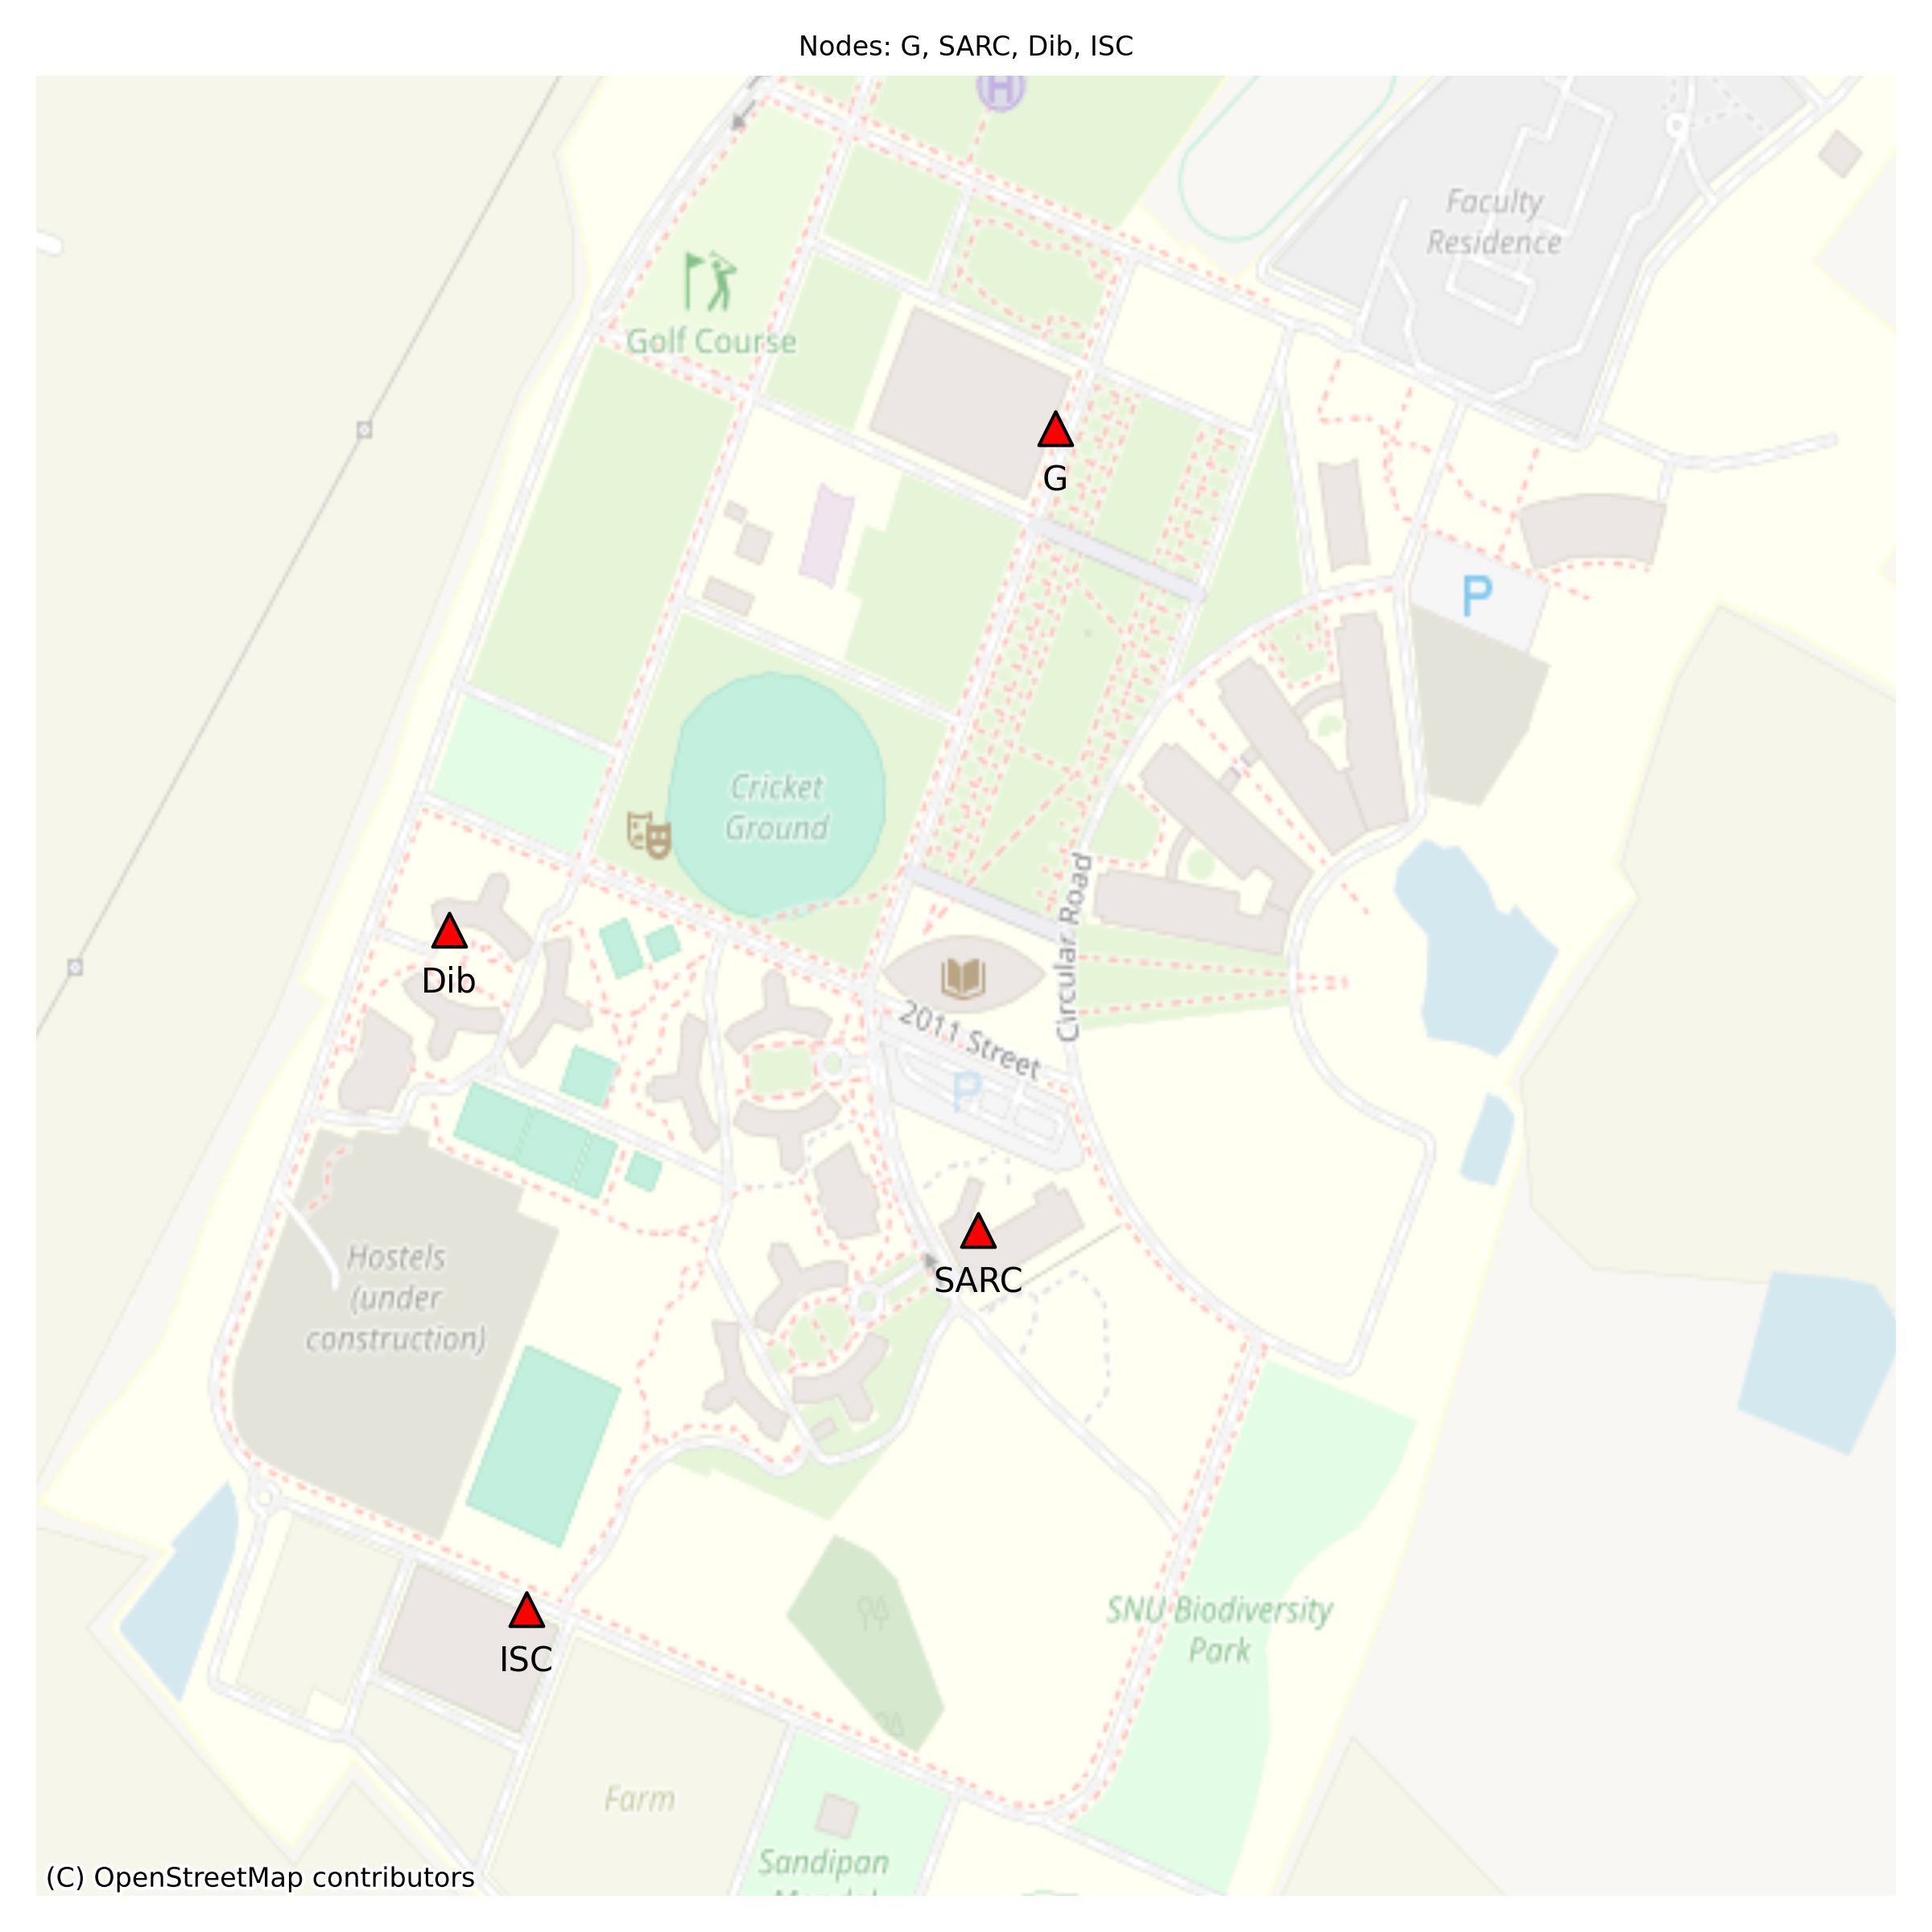 Nodes: G, SARC, Dib, ISC
H
Faculty
Residence
Golf Course
G
P
Cricket
Ground
Circular Road
Dib
2011 Street
P
Hostels
(under
construction)
SARC
SNU Biodiversity
Park
ISC
Farm
Sandipan
(C) OpenStreetMap contributors